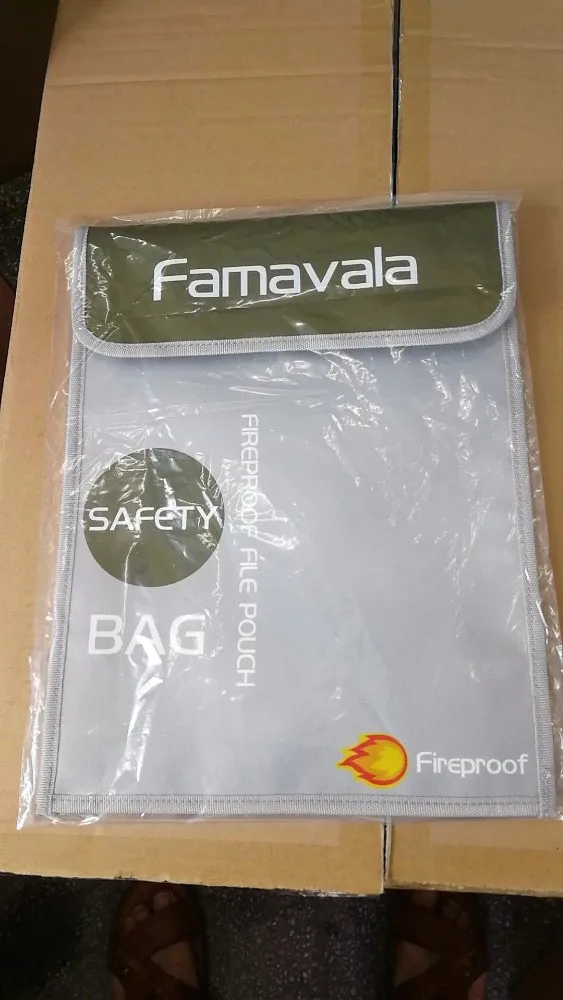 Famavala
SAFETY
BAG
FIREPROOF FILE POUCH
Fireproof